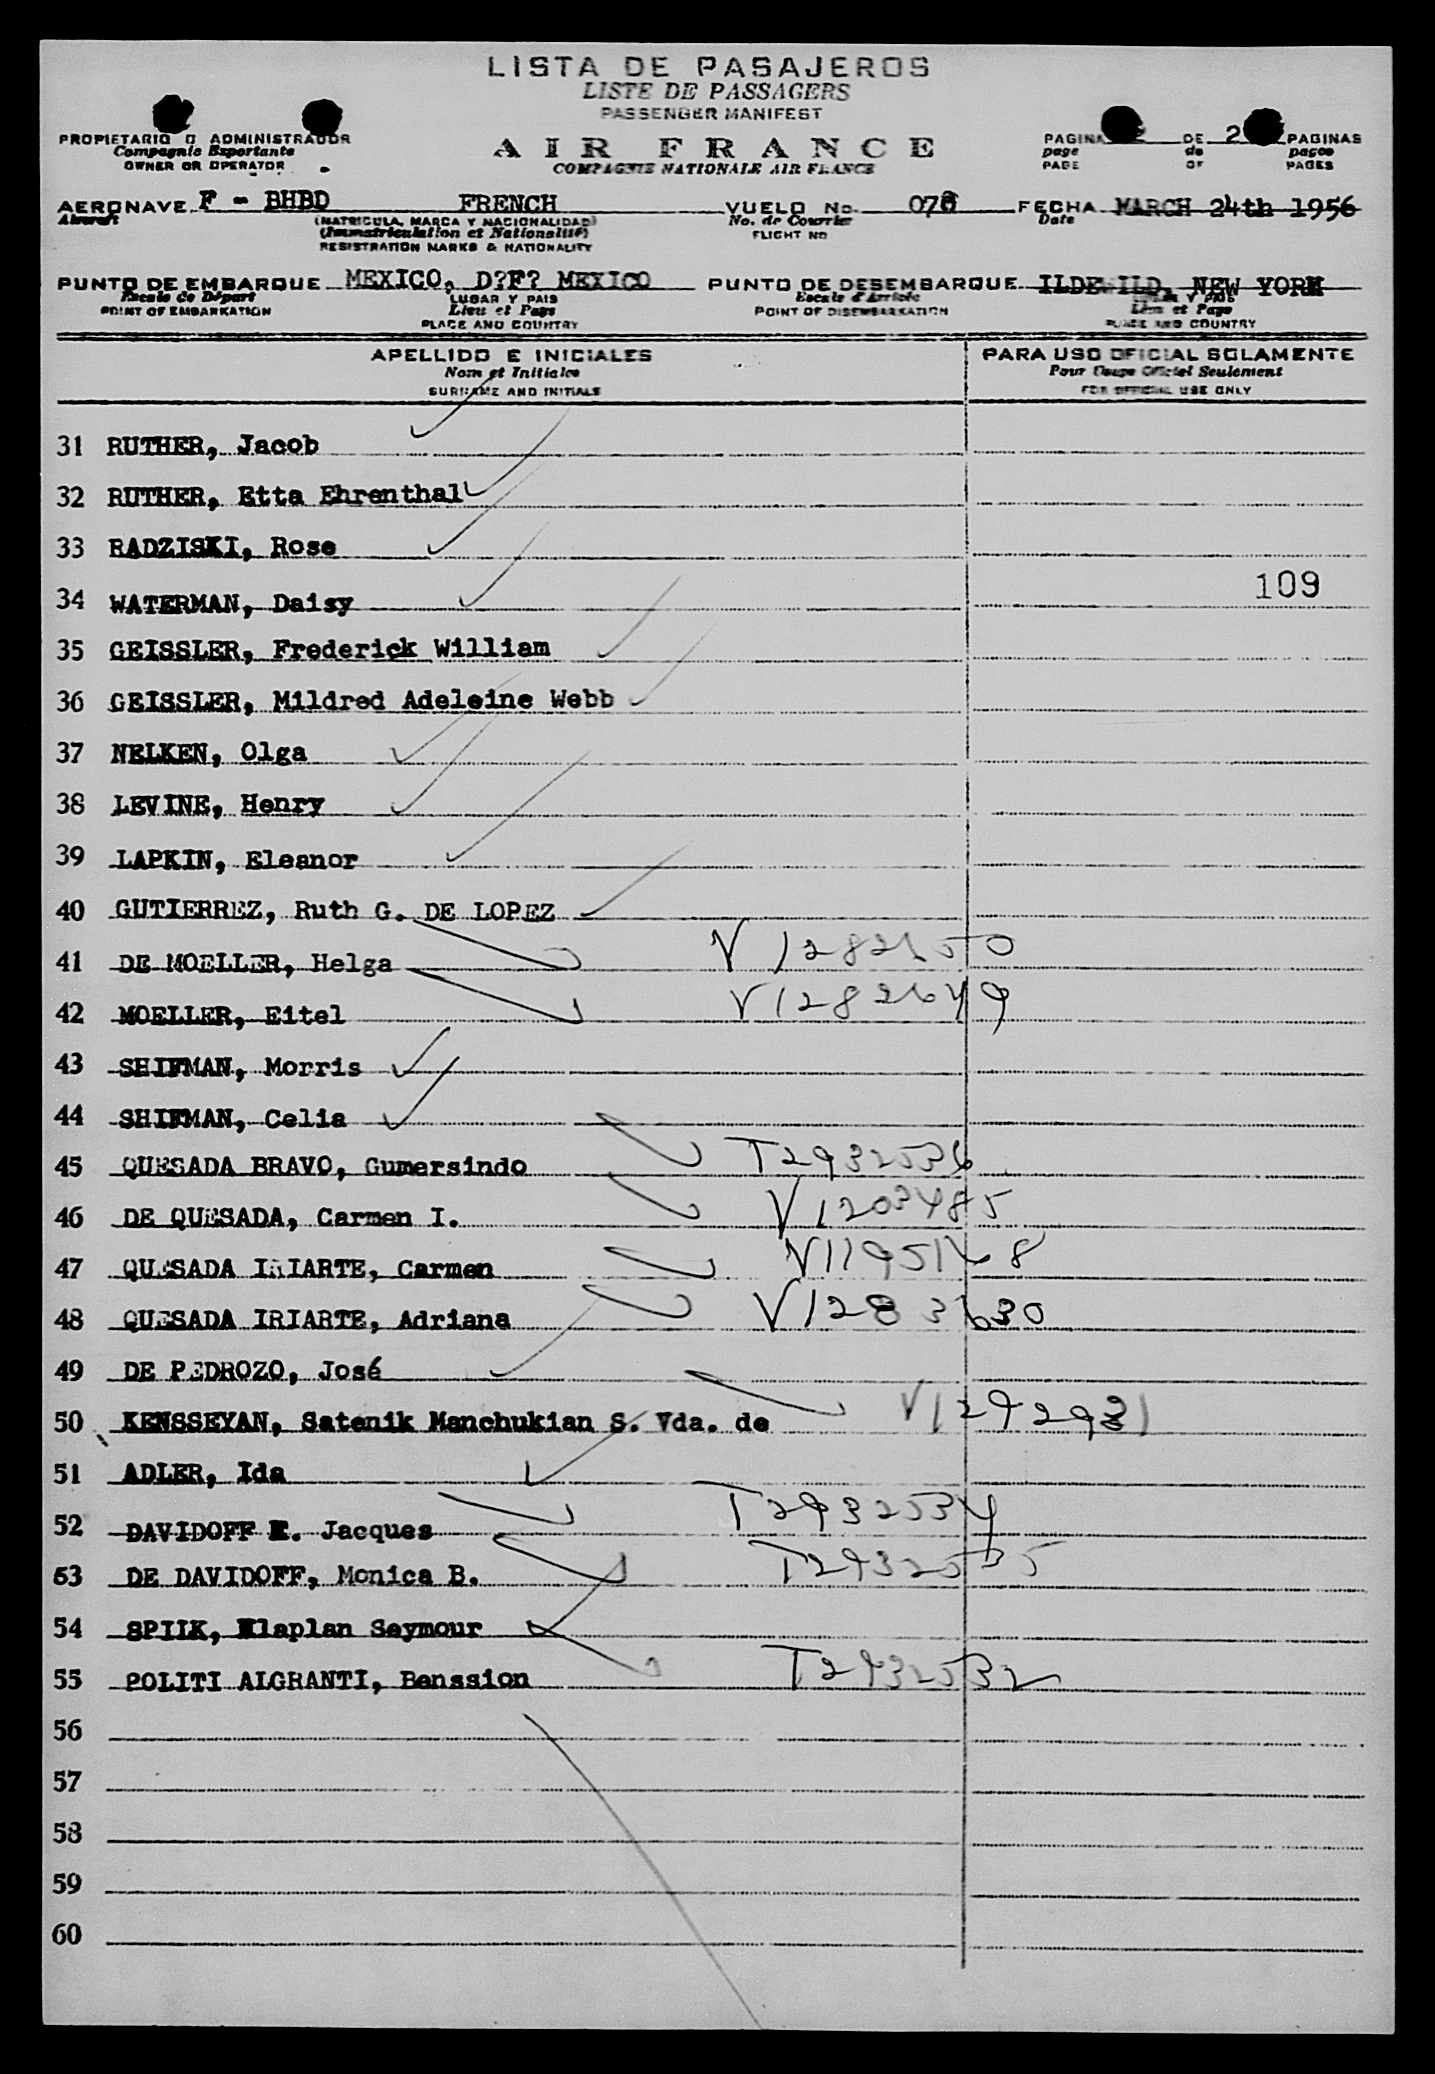 LISTA DE PASAJEROS
LISTE DE PASSAGERS
PASSENGER MANIFEST
AIR FRANCE
COMPAGNIE NATIONALE AIR FRANCE
PROPIETARIO O ADMINISTRADOR
Compagnie Exportante
OWNER OR OPERATOR
PAGINA DE 2 PAGINAS
page de pages
PAGE OF PAGES
AERONAVE F - BHBD FRENCH VUELO No 078 FECHA MARCH 24th 1956
Aircraft (MATRICULA, MARCA Y NACIONALIDAD) No. de Courrier Date
(Immatriculation et Nationalité) FLIGHT No
REGISTRATION MARKS & NATIONALITY
PUNTO DE EMBARQUE MEXICO, D?F? MEXICO PUNTO DE DESEMBARQUE ILDEWILD, NEW YORK
Escale de Départ LUGAR Y PAIS Escale d'Arrivée LUGAR Y PAIS
POINT OF EMBARKATION Lieu et Pays POINT OF DISEMBARKATION Lieu et Pays
PLACE AND COUNTRY PLACE AND COUNTRY
APELLIDO E INICIALES PARA USO OFICIAL SOLAMENTE
Nom et Initiales Pour Usage Officiel Seulement
SURNAME AND INITIALS FOR OFFICIAL USE ONLY
31 RUTHER, Jacob
32 RUTHER, Etta Ehrenthal
33 RADZISKI, Rose
34 WATERMAN, Daisy 109
35 GEISSLER, Frederick William
36 GEISSLER, Mildred Adeleine Webb
37 NELKEN, Olga
38 LEVINE, Henry
39 LAPKIN, Eleanor
40 GUTIERREZ, Ruth G. DE LOPEZ
41 DE MOELLER, Helga V1282650
42 MOELLER, Eitel V1282649
43 SHIFMAN, Morris
44 SHIFMAN, Celia
45 QUESADA BRAVO, Gumersindo T2932536
46 DE QUESADA, Carmen I. V1203485
47 QUESADA IRIARTE, Carmen V1195168
48 QUESADA IRIARTE, Adriana V1283630
49 DE PEDROZO, José
50 KENSSEYAN, Satenik Manchukian S. Vda. de V1292931
51 ADLER, Ida
52 DAVIDOFF E. Jacques T2932534
53 DE DAVIDOFF, Monica B. T2932535
54 SPIIK, Klaplan Seymour
55 POLITI ALGRANTI, Benssion T2932532
56
57
58
59
60